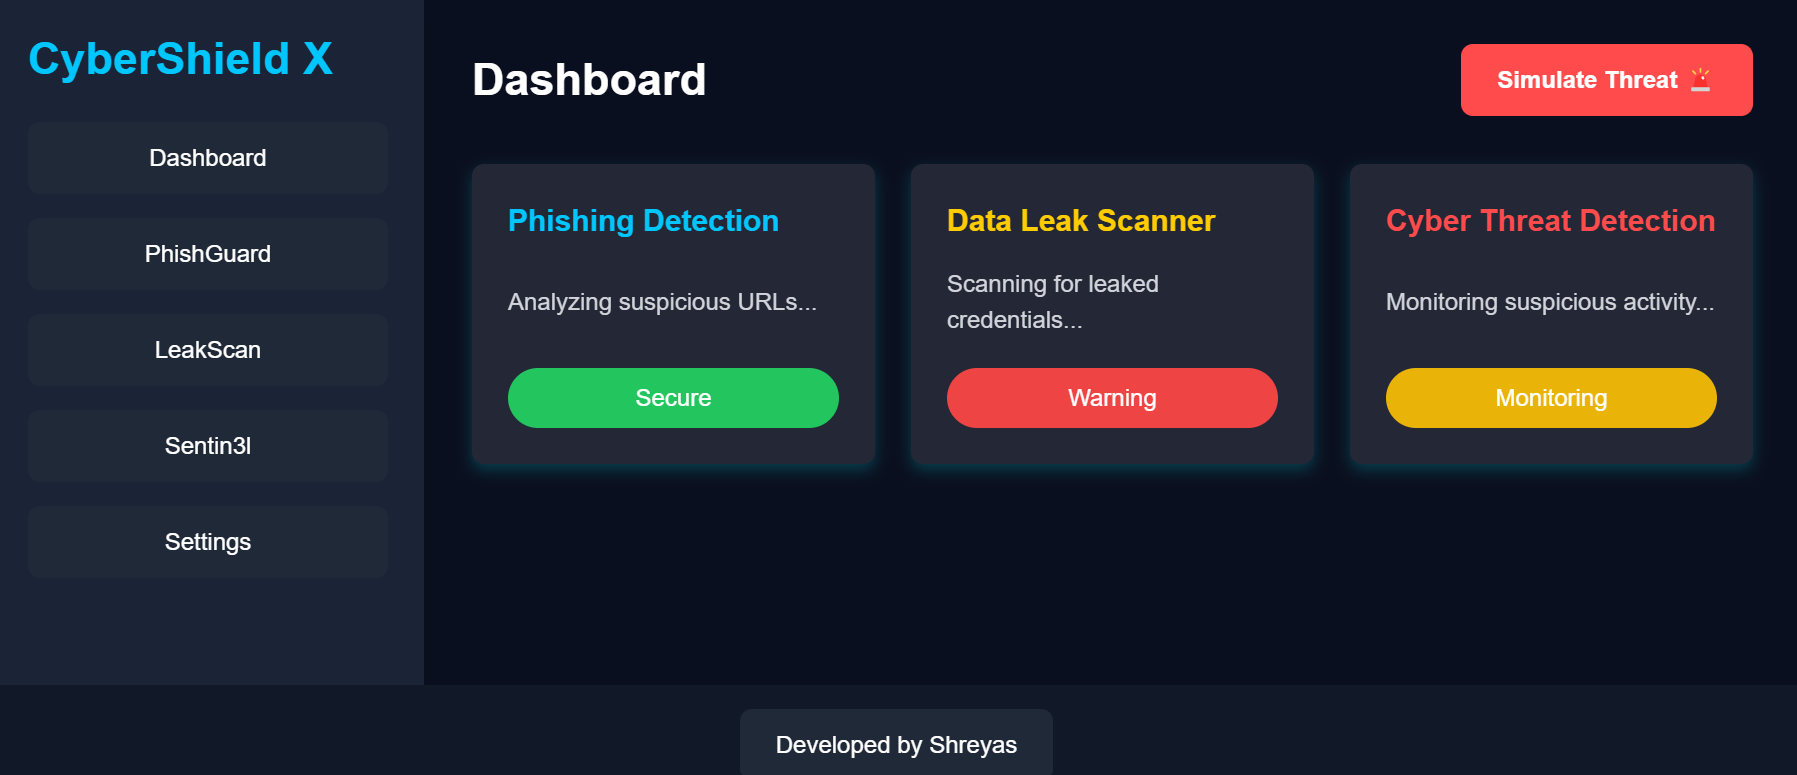 CyberShield X
Dashboard
PhishGuard
LeakScan
Sentin3l
Settings
Dashboard
Simulate Threat 🚨
Phishing Detection
Analyzing suspicious URLs...
Secure
Data Leak Scanner
Scanning for leaked
credentials...
Warning
Cyber Threat Detection
Monitoring suspicious activity...
Monitoring
Developed by Shreyas